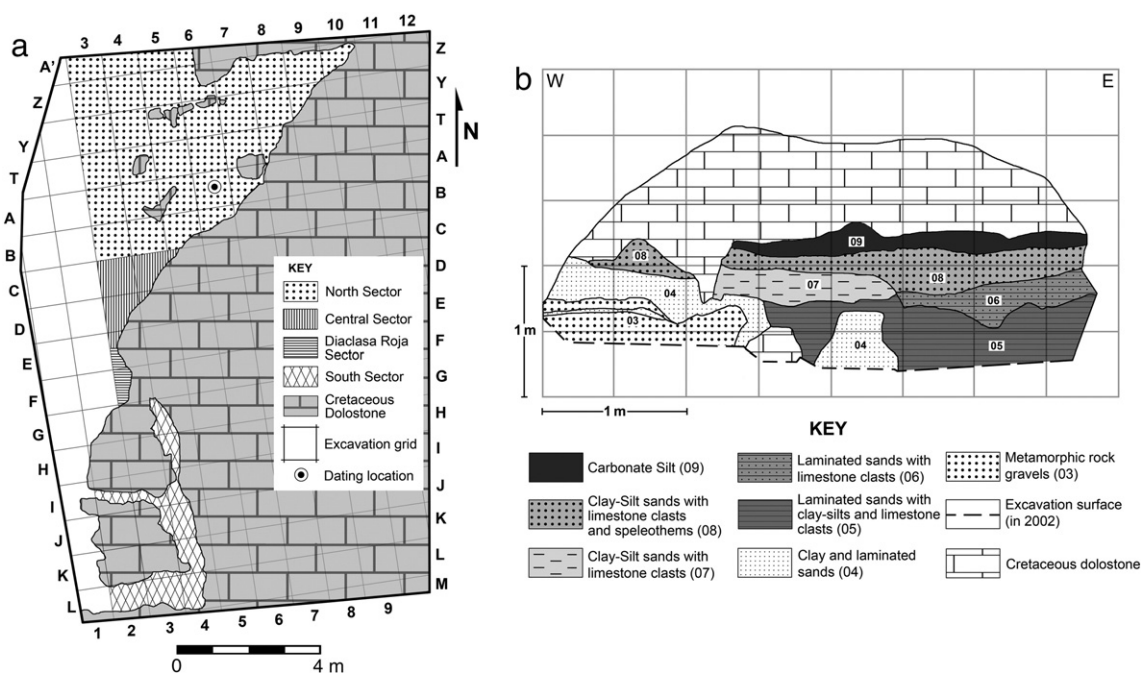 a
3 4 5 6 7 8 9 10 11 12
A'
Z
Y
T
A
B
C
D
E
F
G
H
I
J
K
L
Z
Y
T
A
B
C
D
E
F
G
H
I
J
K
L
M
1 2 3 4 5 6 7 8 9
N
KEY
North Sector
Central Sector
Diaclasa Roja
Sector
South Sector
Cretaceous
Dolostone
Excavation grid
Dating location
0 4 m
b
W E
09
08
08
07
04
06
03
04
05
1 m
1 m
KEY
Carbonate Silt (09)
Clay-Silt sands with
limestone clasts
and speleothems (08)
Clay-Silt sands with
limestone clasts (07)
Laminated sands with
limestone clasts (06)
Laminated sands with
clay-silts and limestone
clasts (05)
Clay and laminated
sands (04)
Metamorphic rock
gravels (03)
Excavation surface
(in 2002)
Cretaceous dolostone